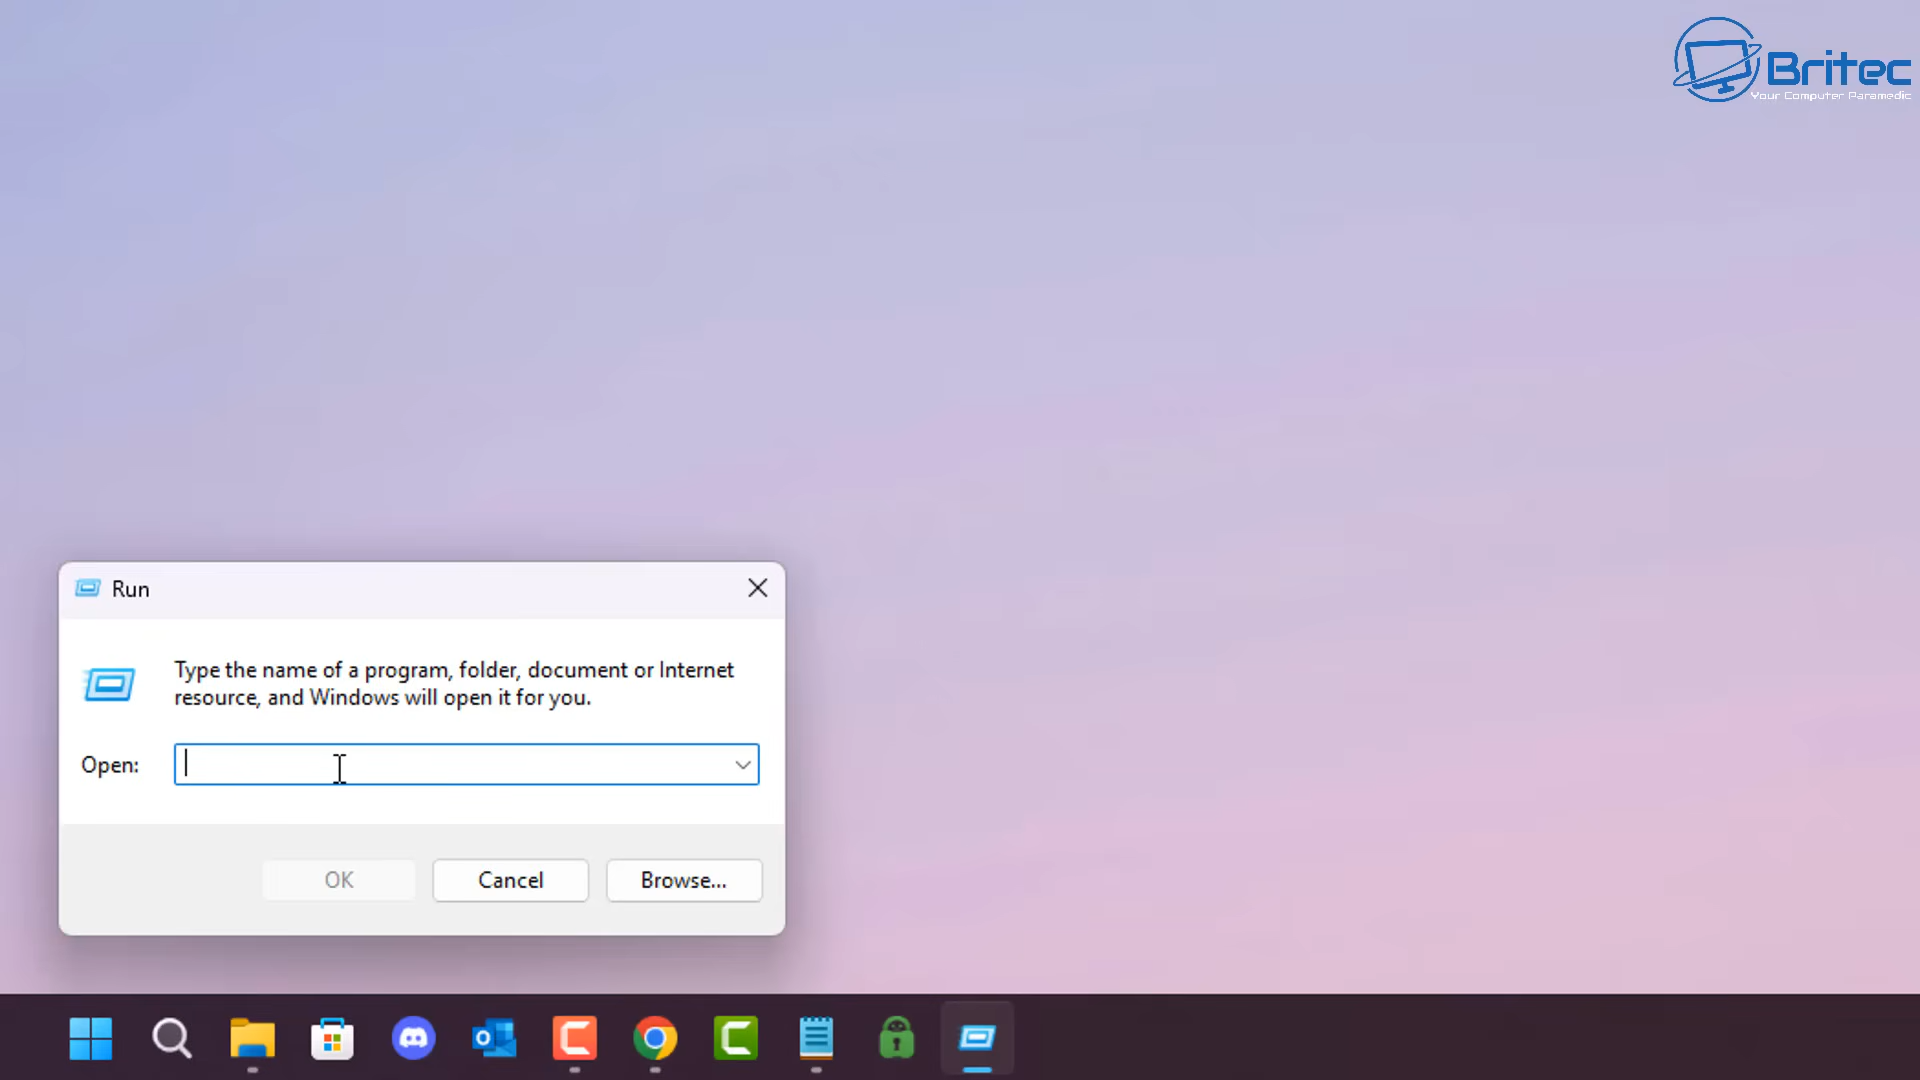 Britec
Your Computer Paramedic
Run
Type the name of a program, folder, document or Internet
resource, and Windows will open it for you.
Open:
OK
Cancel
Browse...